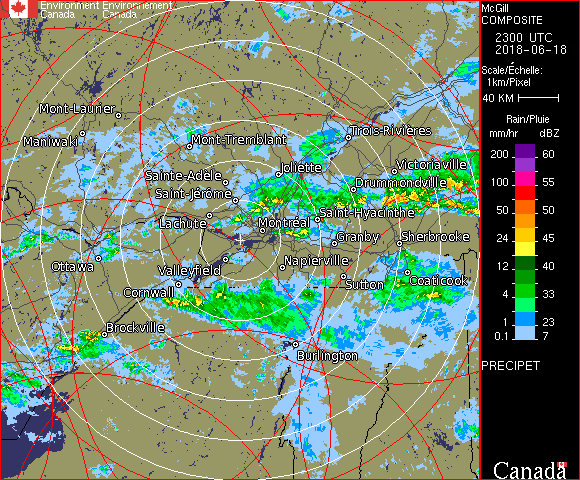 Environment Environnement
Canada Canada
McGill
COMPOSITE
2300 UTC
2018-06-18
Scale/Échelle:
1km/Pixel
40 KM
Rain/Pluie
mm/hr dBZ
200 60
100 55
50 50
24 45
12 40
4 33
1 23
0.1 7
PRECIPET
Canada
Mont-Laurier
Maniwaki
Mont-Tremblant
Trois-Rivières
Joliette
Victoriaville
Sainte-Adèle
Drummondville
Saint-Jérôme
Lachute
Saint-Hyacinthe
Montréal
Granby
Sherbrooke
Ottawa
Valleyfield
Napierville
Sutton
Coaticook
Cornwall
Brockville
Burlington